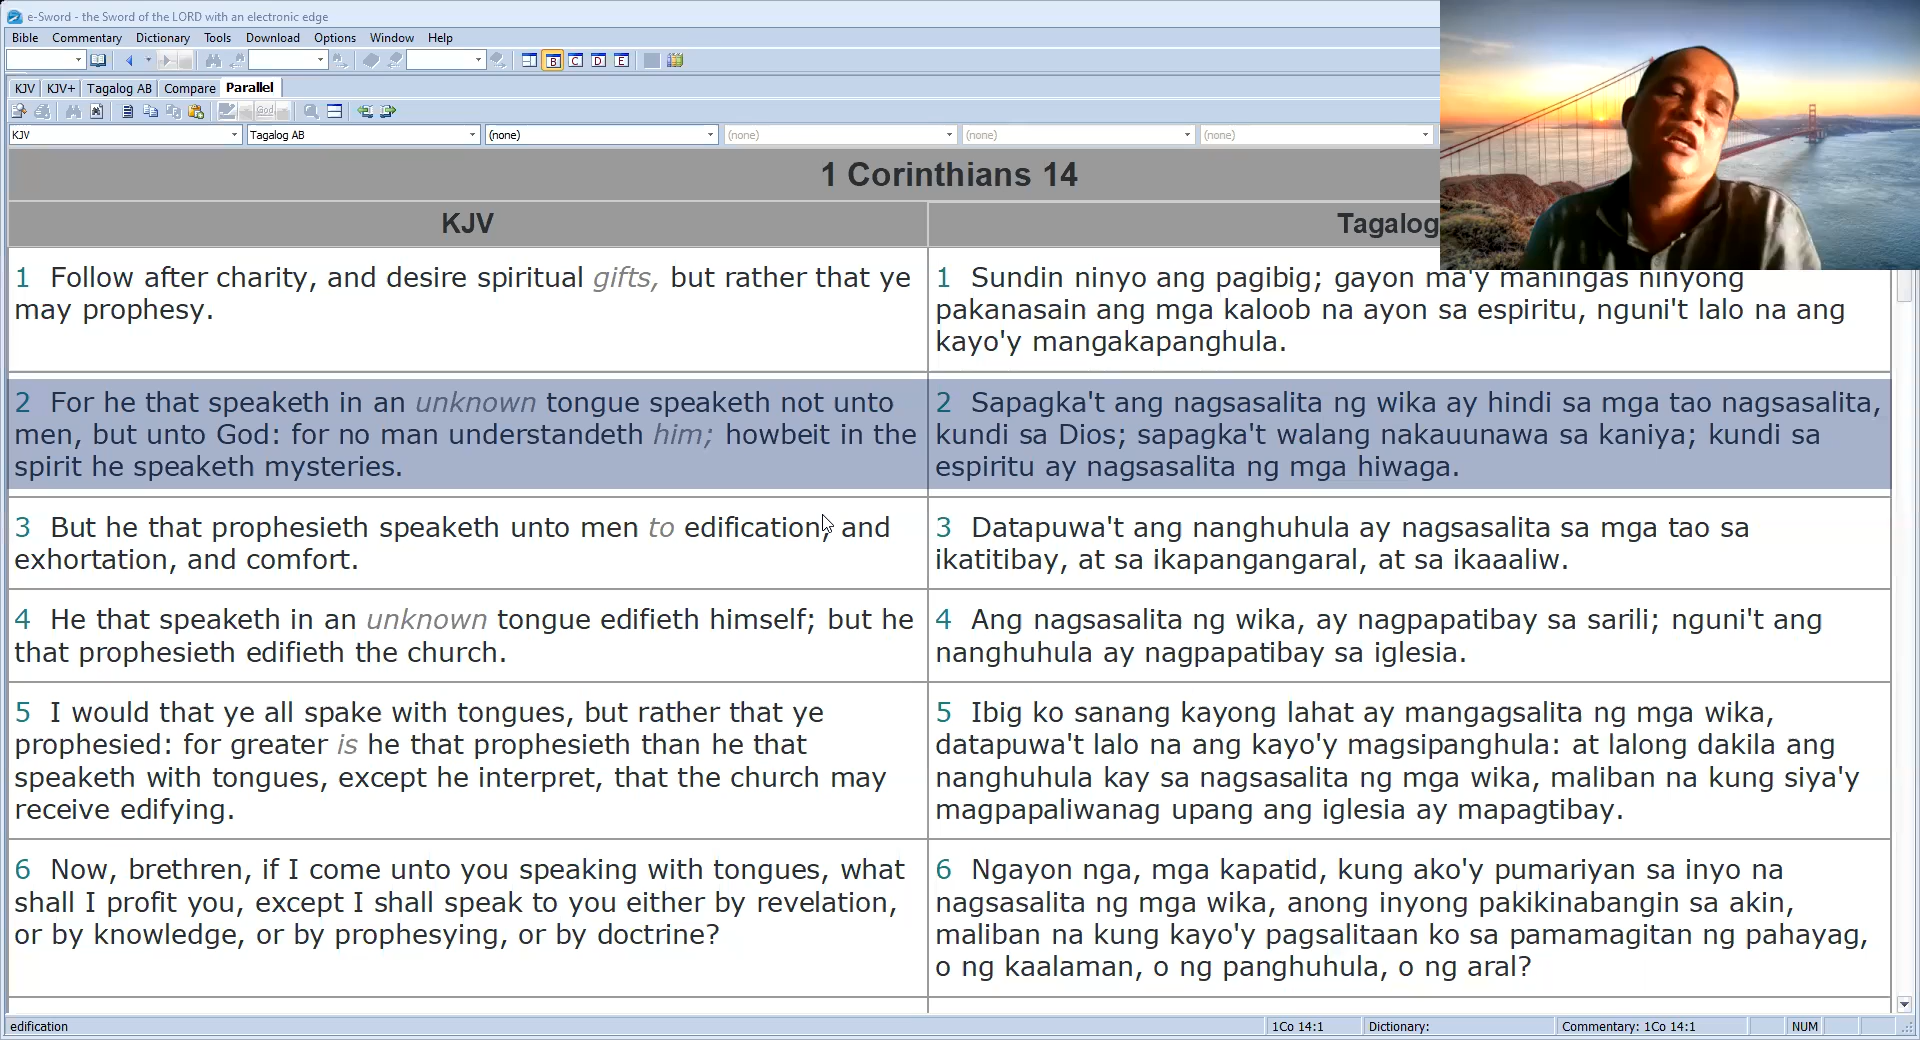 e-Sword - the Sword of the LORD with an electronic edge
Bible Commentary Dictionary Tools Download Options Window Help
B C D E
KJV KJV+ Tagalog AB Compare Parallel
God
KJV Tagalog AB (none) (none) (none) (none)
1 Corinthians 14
KJV Tagalog
1 Follow after charity, and desire spiritual gifts, but rather that ye
may prophesy.
1 Sundin ninyo ang pagibig; gayon ma'y maningas ninyong
pakanasain ang mga kaloob na ayon sa espiritu, nguni't lalo na ang
kayo'y mangakapanghula.
2 For he that speaketh in an unknown tongue speaketh not unto
men, but unto God: for no man understandeth him; howbeit in the
spirit he speaketh mysteries.
2 Sapagka't ang nagsasalita ng wika ay hindi sa mga tao nagsasalita,
kundi sa Dios; sapagka't walang nakauunawa sa kaniya; kundi sa
espiritu ay nagsasalita ng mga hiwaga.
3 But he that prophesieth speaketh unto men to edification, and
exhortation, and comfort.
3 Datapuwa't ang nanghuhula ay nagsasalita sa mga tao sa
ikatitibay, at sa ikapangangaral, at sa ikaaaliw.
4 He that speaketh in an unknown tongue edifieth himself; but he
that prophesieth edifieth the church.
4 Ang nagsasalita ng wika, ay nagpapatibay sa sarili; nguni't ang
nanghuhula ay nagpapatibay sa iglesia.
5 I would that ye all spake with tongues, but rather that ye
prophesied: for greater is he that prophesieth than he that
speaketh with tongues, except he interpret, that the church may
receive edifying.
5 Ibig ko sanang kayong lahat ay mangagsalita ng mga wika,
datapuwa't lalo na ang kayo'y magsipanghula: at lalong dakila ang
nanghuhula kay sa nagsasalita ng mga wika, maliban na kung siya'y
magpapaliwanag upang ang iglesia ay mapagtibay.
6 Now, brethren, if I come unto you speaking with tongues, what
shall I profit you, except I shall speak to you either by revelation,
or by knowledge, or by prophesying, or by doctrine?
6 Ngayon nga, mga kapatid, kung ako'y pumariyan sa inyo na
nagsasalita ng mga wika, anong inyong pakikinabangin sa akin,
maliban na kung kayo'y pagsalitaan ko sa pamamagitan ng pahayag,
o ng kaalaman, o ng panghuhula, o ng aral?
edification 1Co 14:1 Dictionary: Commentary: 1Co 14:1 NUM